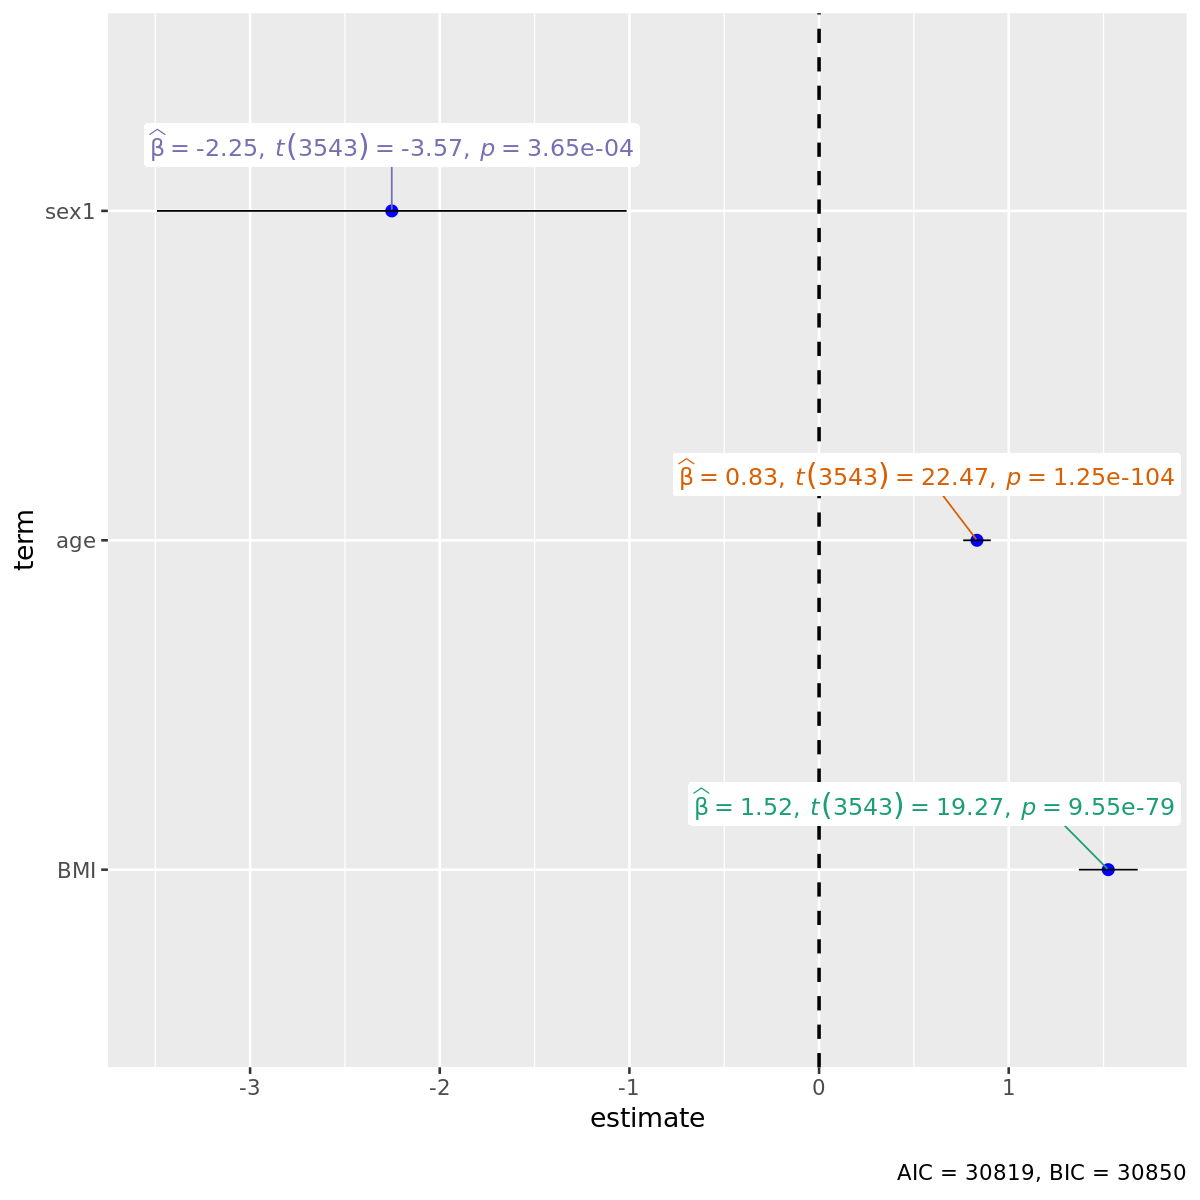 β̂ = -2.25, t(3543) = -3.57, p = 3.65e-04
sex1
β̂ = 0.83, t(3543) = 22.47, p = 1.25e-104
age
term
β̂ = 1.52, t(3543) = 19.27, p = 9.55e-79
BMI
-3 -2 -1 0 1
estimate
AIC = 30819, BIC = 30850